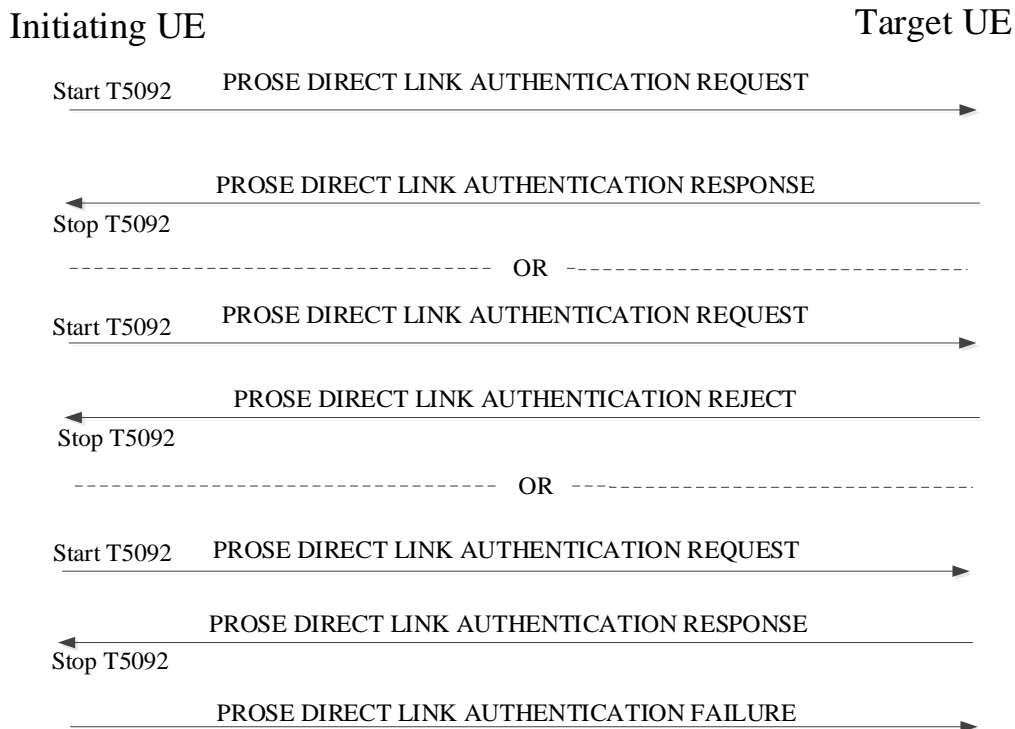 Initiating UE
Target UE
Start T5092
PROSE DIRECT LINK AUTHENTICATION REQUEST
PROSE DIRECT LINK AUTHENTICATION RESPONSE
Stop T5092
OR
Start T5092
PROSE DIRECT LINK AUTHENTICATION REQUEST
PROSE DIRECT LINK AUTHENTICATION REJECT
Stop T5092
OR
Start T5092
PROSE DIRECT LINK AUTHENTICATION REQUEST
PROSE DIRECT LINK AUTHENTICATION RESPONSE
Stop T5092
PROSE DIRECT LINK AUTHENTICATION FAILURE